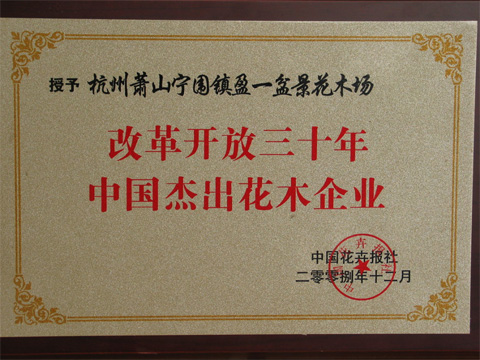 授予 杭州萧山宁围镇盈一盆景花木场
改革开放三十年
中国杰出花木企业
中国花卉报社
二零零捌年十二月